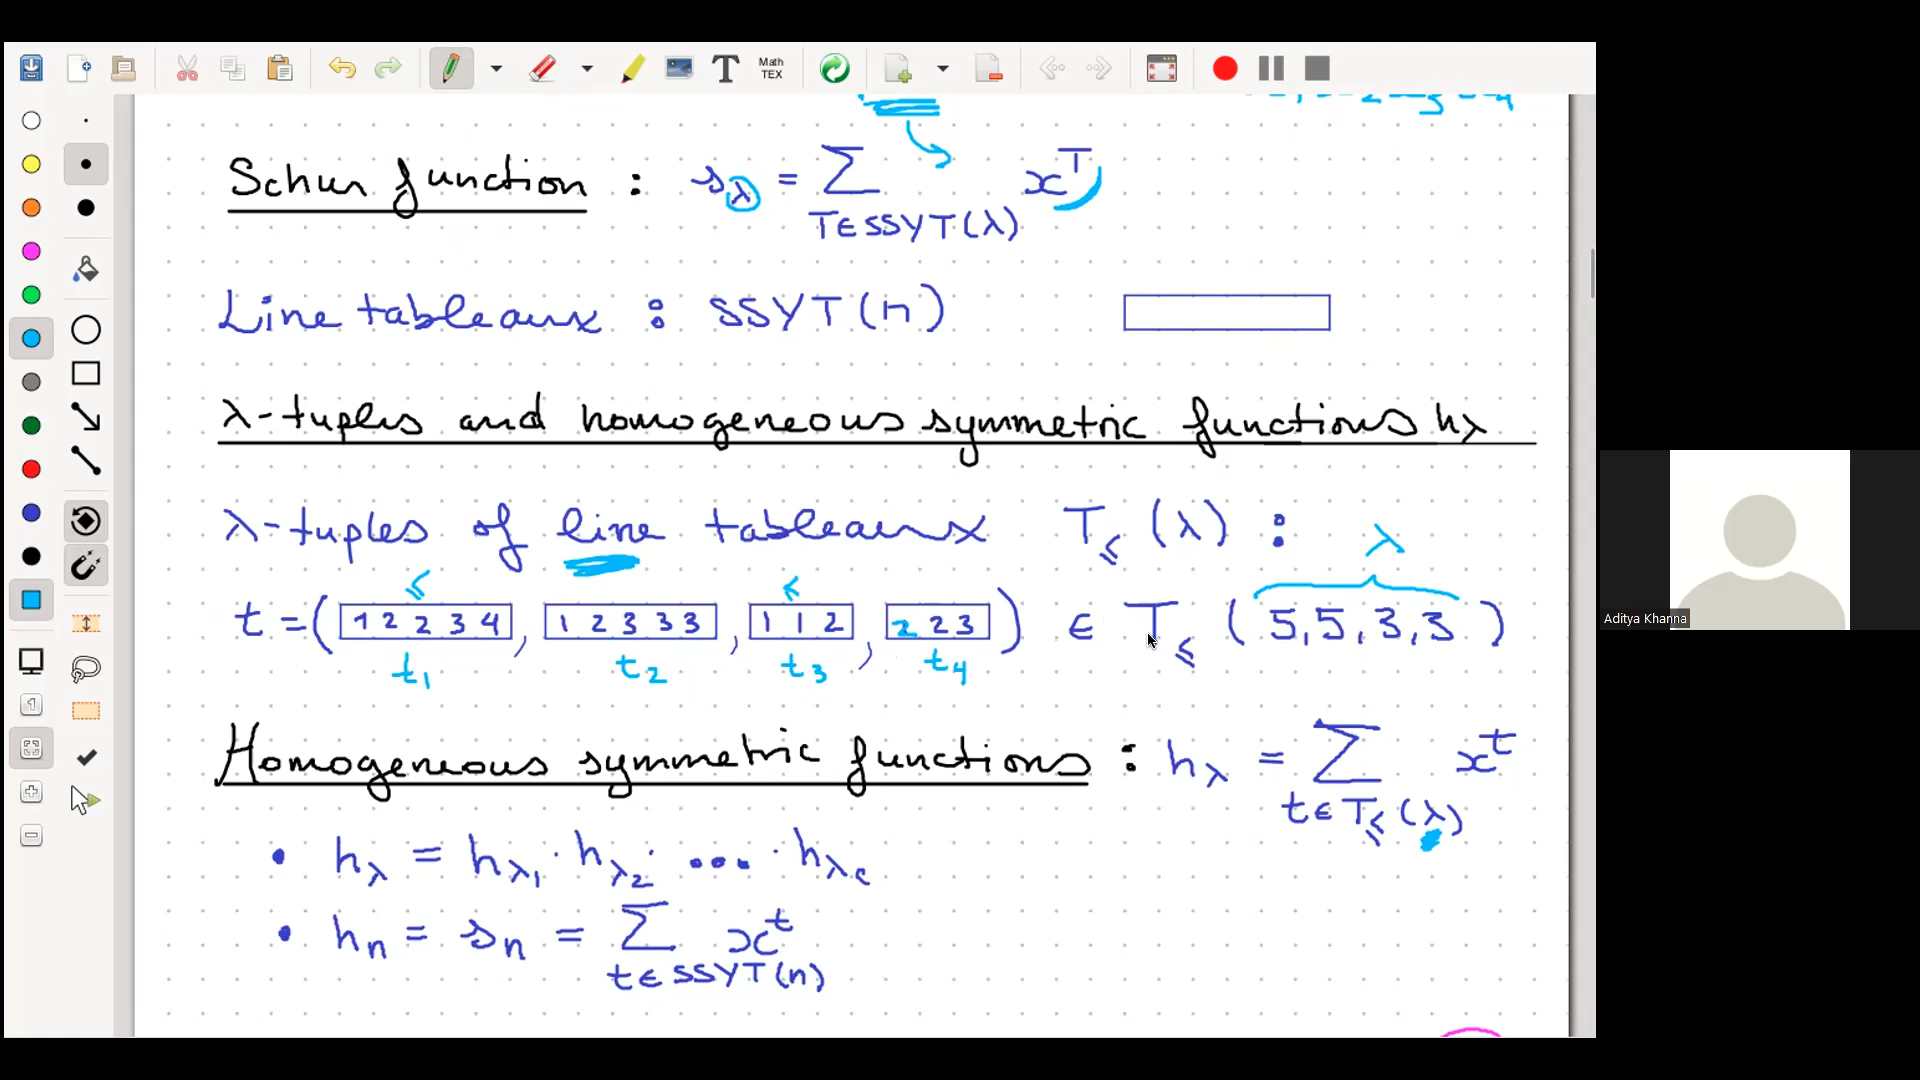 Math
TEX
Schur function : s_λ = Σ_{T∈SSYT(λ)} x^T
Line tableaux : SSYT(n)
λ-tuples and homogeneous symmetric functions h_λ
λ-tuples of line tableaux T_≤ (λ) : λ
≤ <
t = ( 1 2 2 3 4 , 1 2 3 3 3 , 1 1 2 , 2 2 3 ) ∈ T_≤ ( 5,5,3,3 )
t_1 t_2 t_3 t_4
Aditya Khanna
Homogeneous symmetric functions : h_λ = Σ_{t∈T_≤(λ)} x^t
• h_λ = h_{λ_1} · h_{λ_2} · ... · h_{λ_c}
• h_n = s_n = Σ_{t∈SSYT(n)} x^t